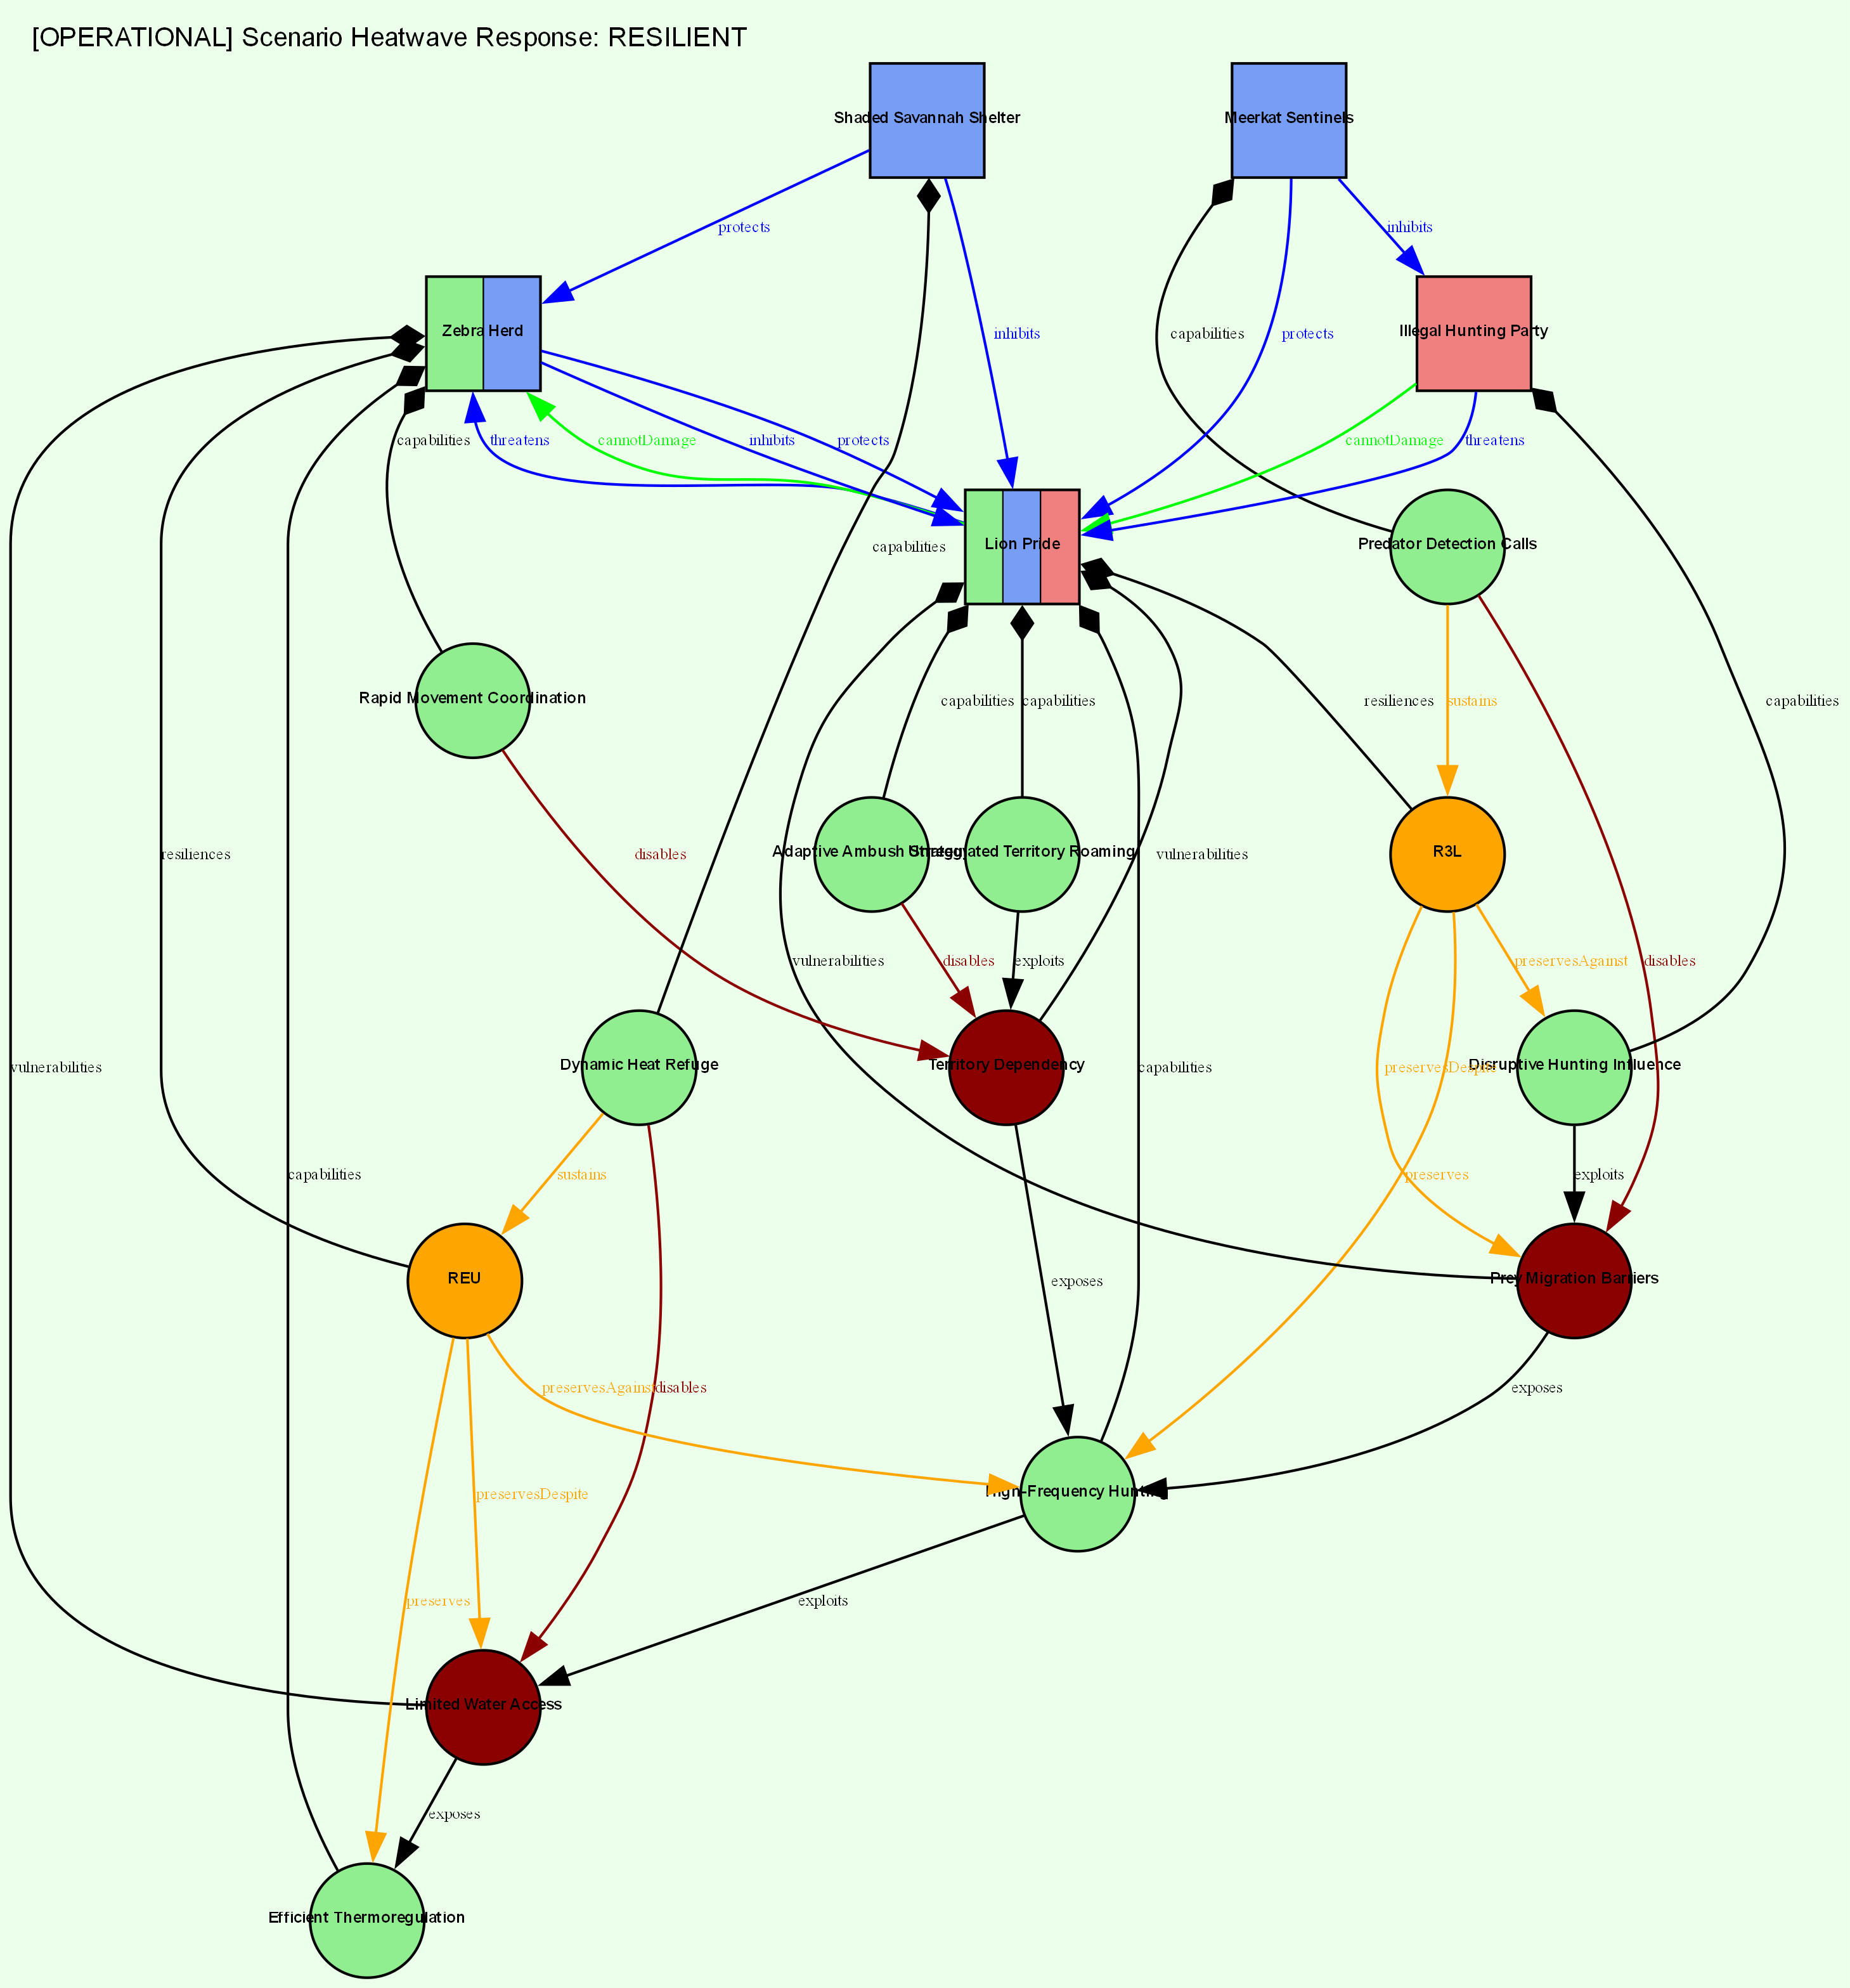 [OPERATIONAL] Scenario Heatwave Response: RESILIENT
Shaded Savannah Shelter
Meerkat Sentinels
protects
inhibits
Zebra Herd
inhibits
capabilities
protects
Illegal Hunting Party
capabilities
threatens
cannotDamage
inhibits
protects
cannotDamage
threatens
capabilities
Lion Pride
Predator Detection Calls
Rapid Movement Coordination
capabilities
capabilities
resiliences
sustains
capabilities
resiliences
disables
Adaptive Ambush Strategy
Unregulated Territory Roaming
vulnerabilities
R3L
vulnerabilities
disables
exploits
preservesAgainst
disables
vulnerabilities
Dynamic Heat Refuge
Territory Dependency
capabilities
preservesDespite
Disruptive Hunting Influence
capabilities
sustains
preserves
exploits
REU
exposes
Prey Migration Barriers
preservesAgainst
disables
exposes
preservesDespite
High-Frequency Hunting
preserves
exploits
Limited Water Access
exposes
Efficient Thermoregulation